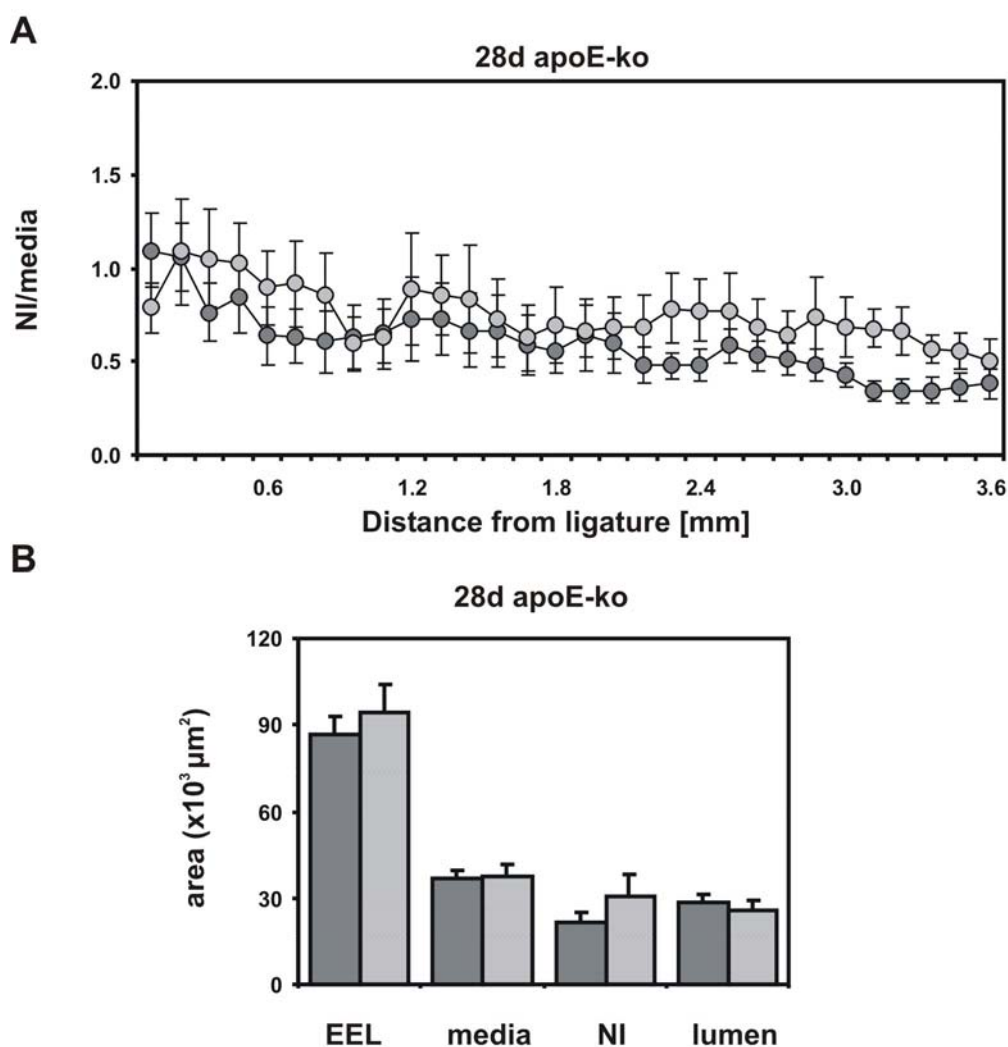 A
28d apoE-ko
2.0
1.5
1.0
0.5
0.0
NI/media
0.6 1.2 1.8 2.4 3.0 3.6
Distance from ligature [mm]
B
28d apoE-ko
120
90
60
30
0
area (x10³ µm²)
EEL media NI lumen